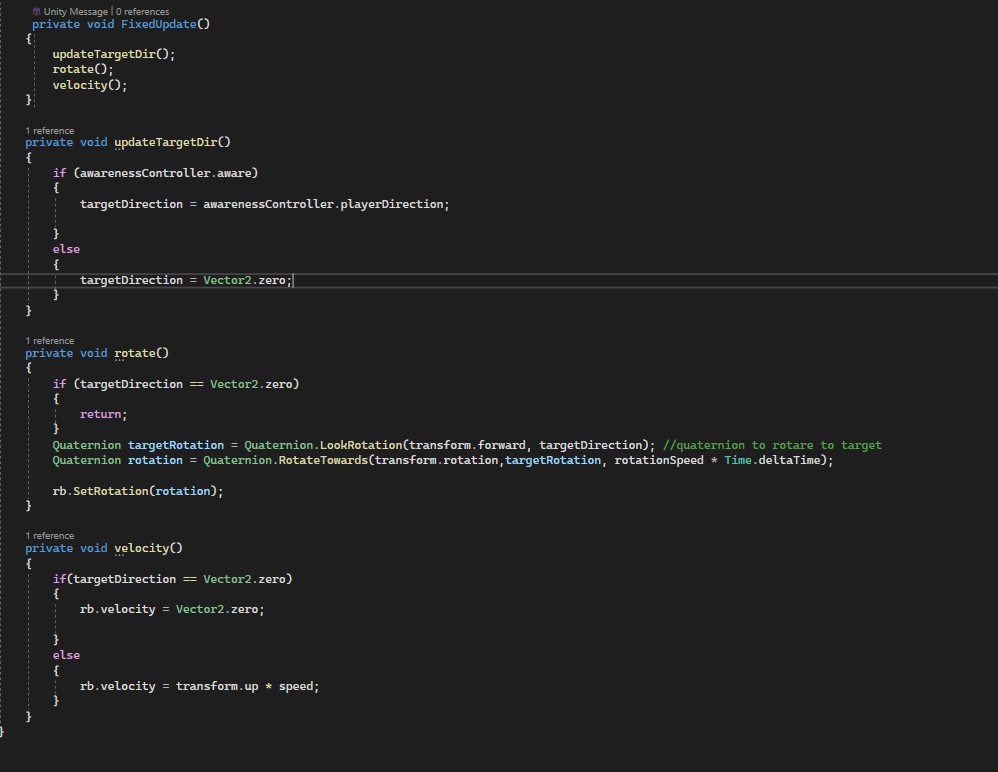 Unity Message | 0 references
private void FixedUpdate()
{
updateTargetDir();
rotate();
velocity();
}
1 reference
private void updateTargetDir()
{
if (awarenessController.aware)
{
targetDirection = awarenessController.playerDirection;
}
else
{
targetDirection = Vector2.zero;
}
}
1 reference
private void rotate()
{
if (targetDirection == Vector2.zero)
{
return;
}
Quaternion targetRotation = Quaternion.LookRotation(transform.forward, targetDirection); //quaternion to rotare to target
Quaternion rotation = Quaternion.RotateTowards(transform.rotation,targetRotation, rotationSpeed * Time.deltaTime);
rb.SetRotation(rotation);
}
1 reference
private void velocity()
{
if(targetDirection == Vector2.zero)
{
rb.velocity = Vector2.zero;
}
else
{
rb.velocity = transform.up * speed;
}
}
}